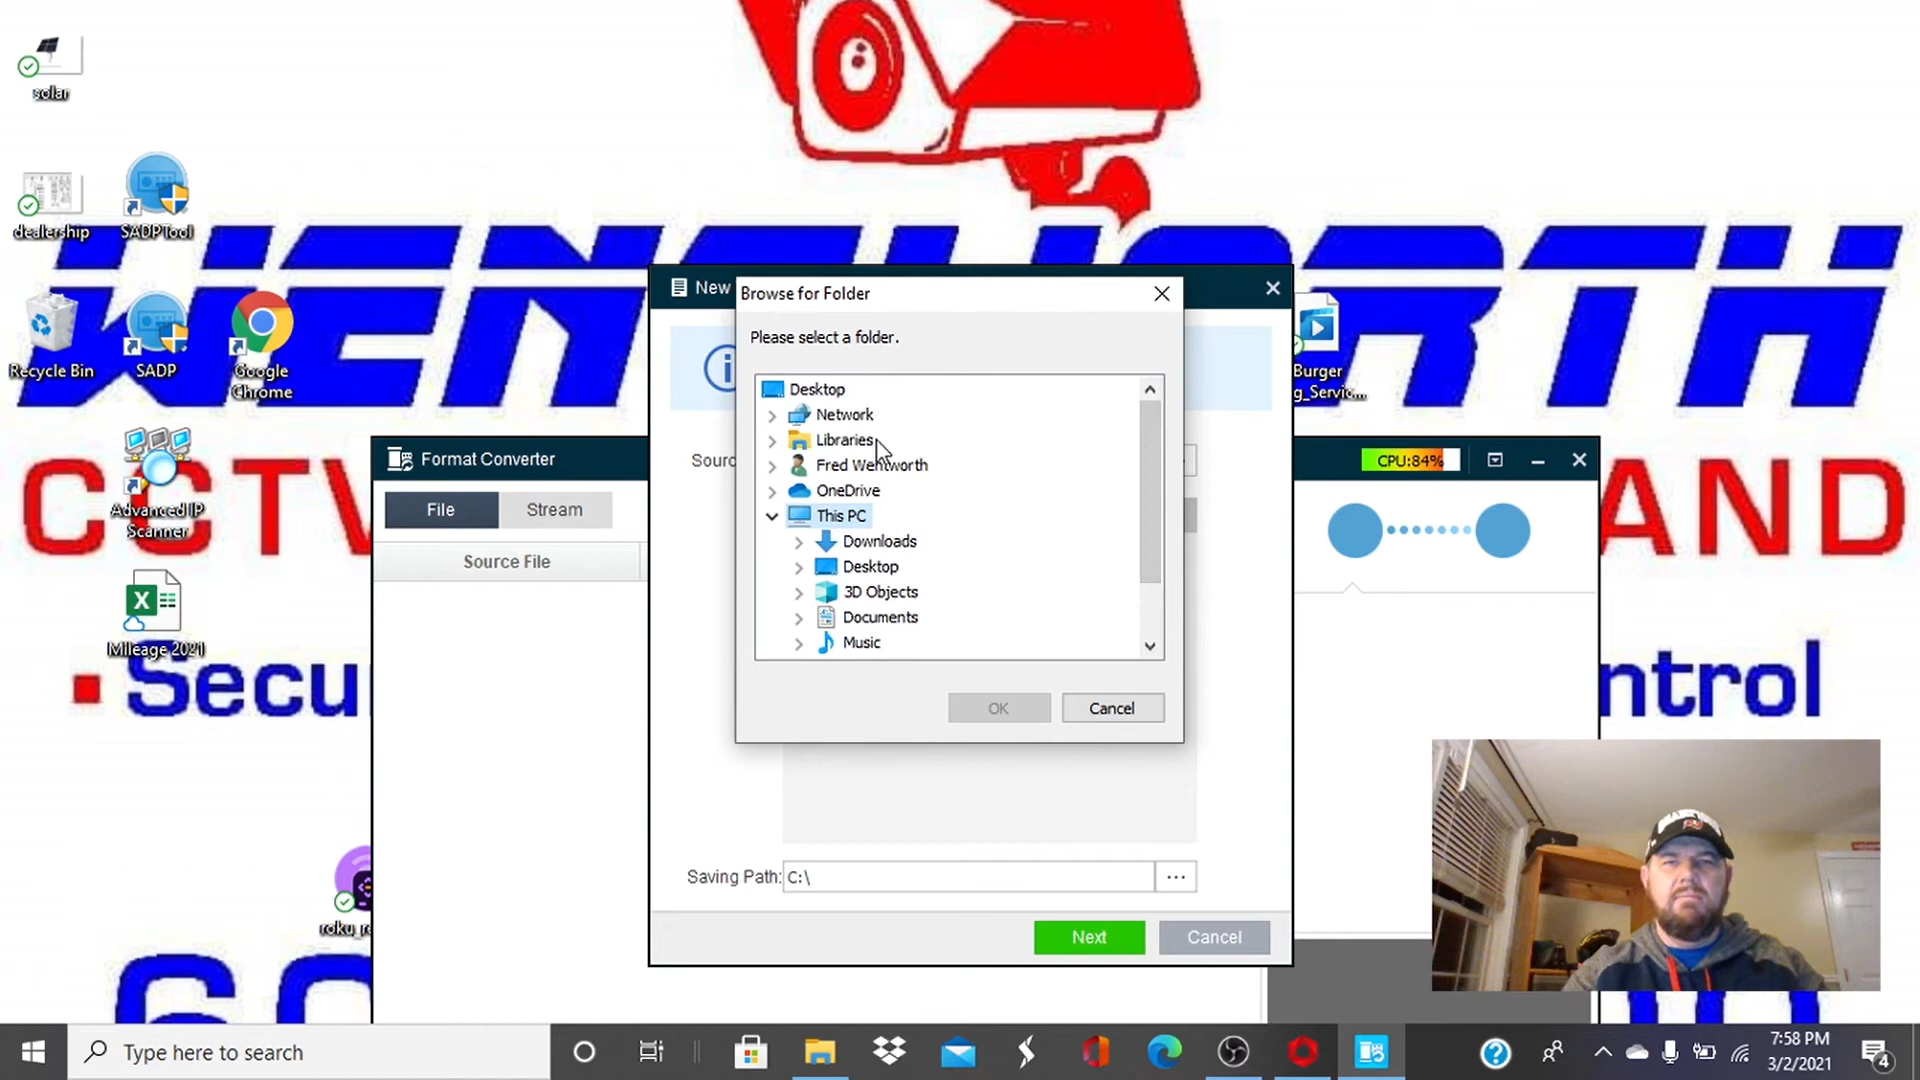 solar
dealership
SADPTool
Recycle Bin
SADP
Google
Chrome
Advanced IP
Scanner
Mileage 2021
Burger
g_Servic...
WENTWORTH
CCTV
AND
Secu
ntrol
New
Browse for Folder
Please select a folder.
Desktop
Network
Libraries
Fred Wentworth
OneDrive
This PC
Downloads
Desktop
3D Objects
Documents
Music
OK
Cancel
Sourc
Saving Path:
C:\
...
Next
Cancel
Format Converter
CPU:84%
File
Stream
Source File
Type here to search
7:58 PM
3/2/2021
4